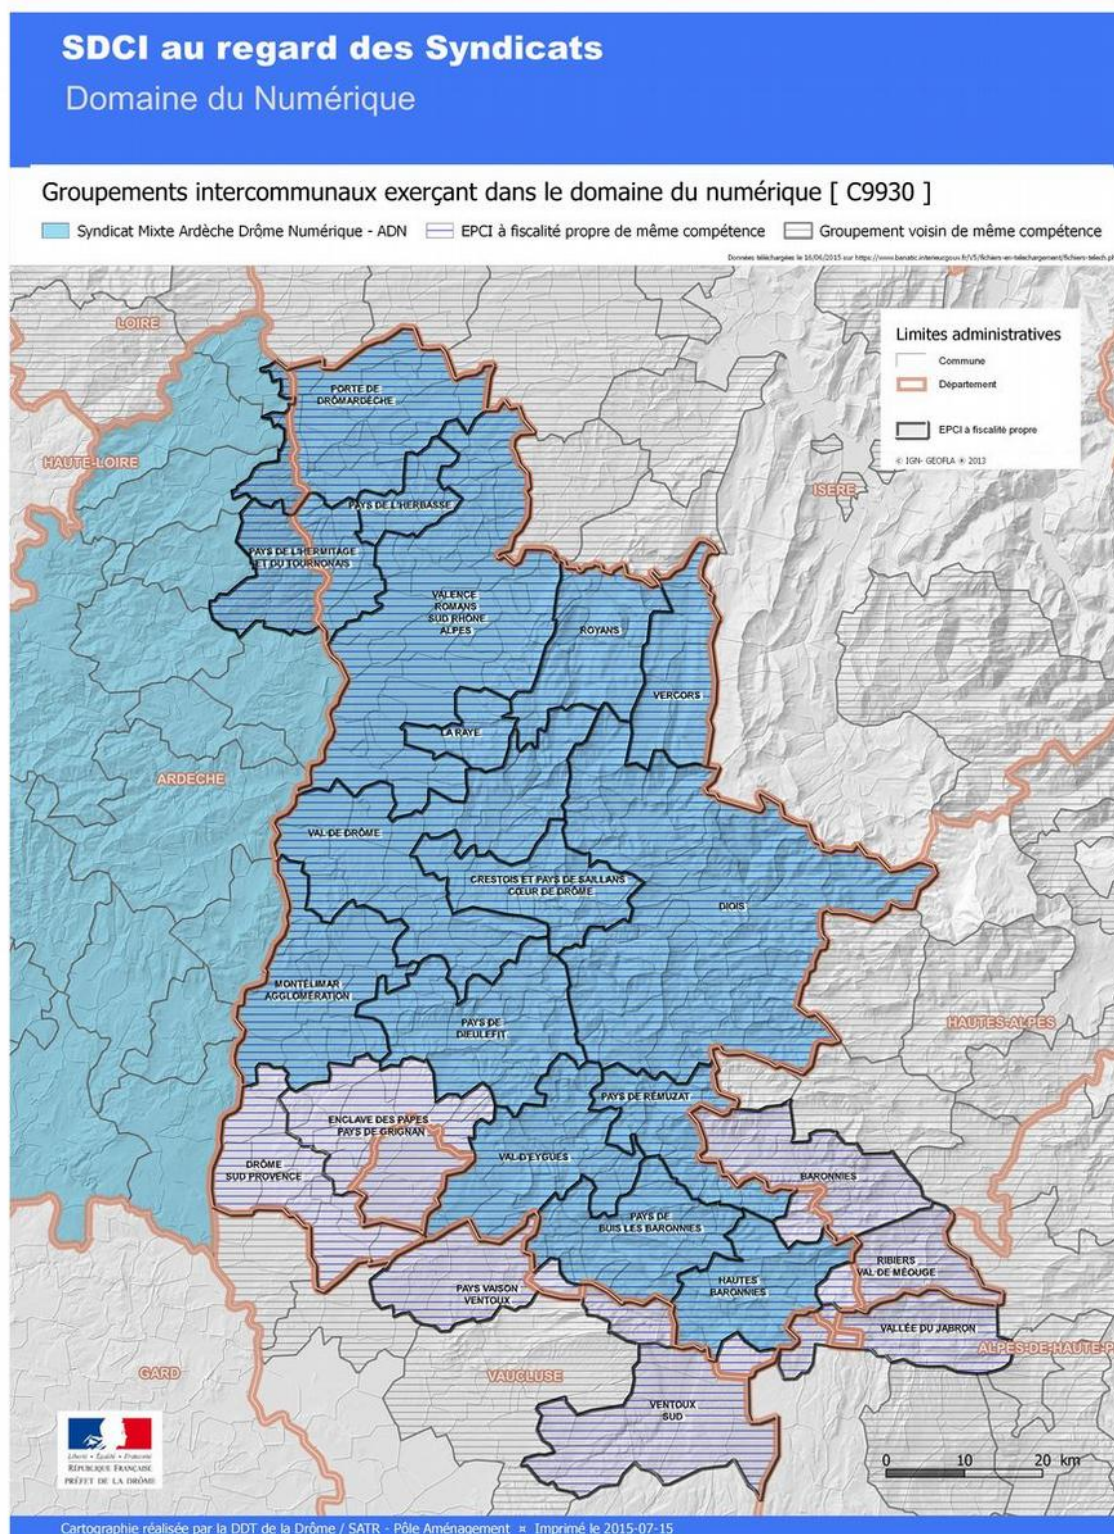 SDCI au regard des Syndicats
Domaine du Numérique
Groupements intercommunaux exerçant dans le domaine du numérique [ C9930 ]
Syndicat Mixte Ardèche Drôme Numérique - ADN
EPCI à fiscalité propre de même compétence
Groupement voisin de même compétence
Limites administratives
Commune
Département
EPCI à fiscalité propre
© IGN- GEOFLA ® 2013
LOIRE
HAUTE-LOIRE
ISERE
ARDECHE
HAUTES-ALPES
GARD
VAUCLUSE
ALPES-DE-HAUTE-P
PORTE DE
DRÔMARDÈCHE
PAYS DE L'HERBASSE
PAYS DE L'HERMITAGE
ET DU TOURNONAIS
VALENCE
ROMANS
SUD RHÔNE
ALPES
ROYANS
VERCORS
LA RAYE
VAL DE DRÔME
CRESTOIS ET PAYS DE SAILLANS
CŒUR DE DRÔME
DIOIS
MONTÉLIMAR
AGGLOMÉRATION
PAYS DE
DIEULEFIT
PAYS DE RÉMUZAT
ENCLAVE DES PAPES
PAYS DE GRIGNAN
VAL D'EYGUES
DRÔME
SUD PROVENCE
BARONNIES
PAYS DE
BUIS LES BARONNIES
RIBIERS
VAL DE MÉOUGE
HAUTES
BARONNIES
PAYS VAISON
VENTOUX
VALLÉE DU JABRON
VENTOUX
SUD
0 10 20 km
Liberté • Égalité • Fraternité
RÉPUBLIQUE FRANÇAISE
PRÉFET DE LA DRÔME
Cartographie réalisée par la DDT de la Drôme / SATR - Pôle Aménagement ¤ Imprimé le 2015-07-15